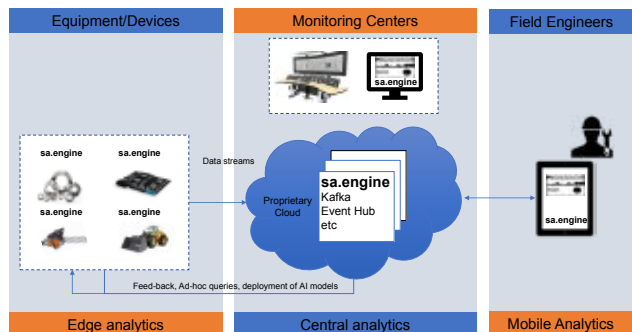 Equipment/Devices
Monitoring Centers
Field Engineers
sa.engine
sa.engine
sa.engine
Data streams
sa.engine
Kafka
Event Hub
etc
Proprietary
Cloud
sa.engine
sa.engine
sa.engine
Feed-back, Ad-hoc queries, deployment of AI models
Edge analytics
Central analytics
Mobile Analytics